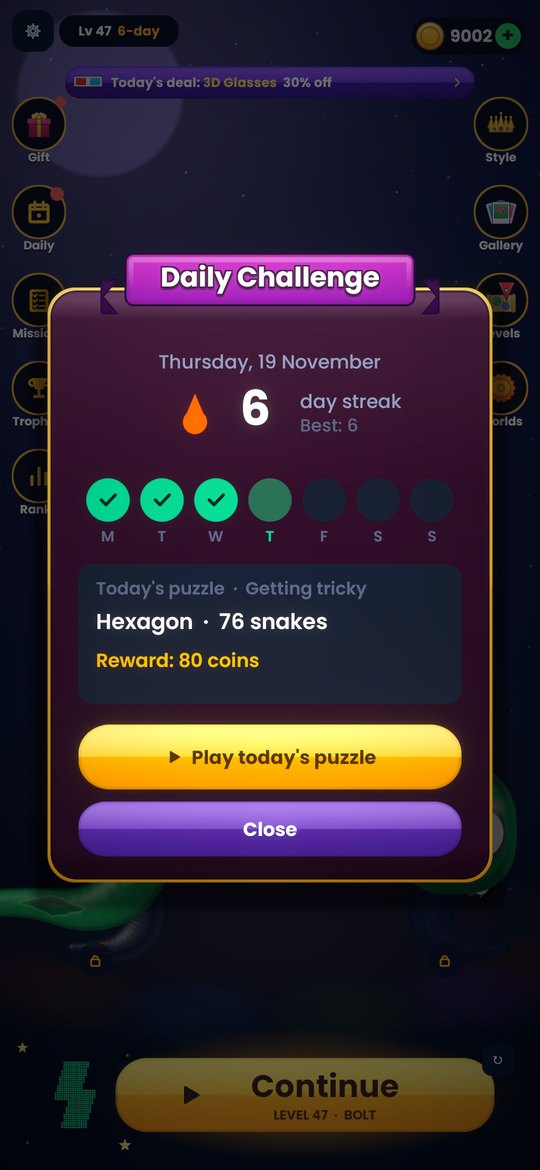 Lv 47 6-day
9002
Today's deal: 3D Glasses 30% off
Gift
Style
Daily
Gallery
Daily Challenge
Thursday, 19 November
6 day streak
Best: 6
M T W T F S S
Today's puzzle · Getting tricky
Hexagon · 76 snakes
Reward: 80 coins
Play today's puzzle
Close
Continue
LEVEL 47 · BOLT